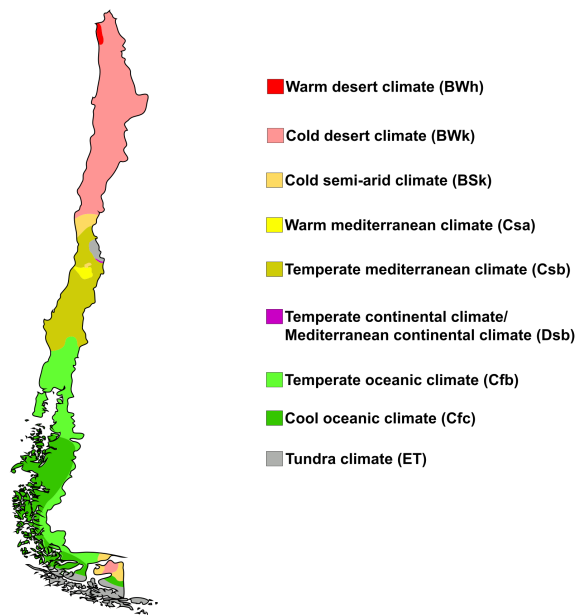 Warm desert climate (BWh)
Cold desert climate (BWk)
Cold semi-arid climate (BSk)
Warm mediterranean climate (Csa)
Temperate mediterranean climate (Csb)
Temperate continental climate/
Mediterranean continental climate (Dsb)
Temperate oceanic climate (Cfb)
Cool oceanic climate (Cfc)
Tundra climate (ET)